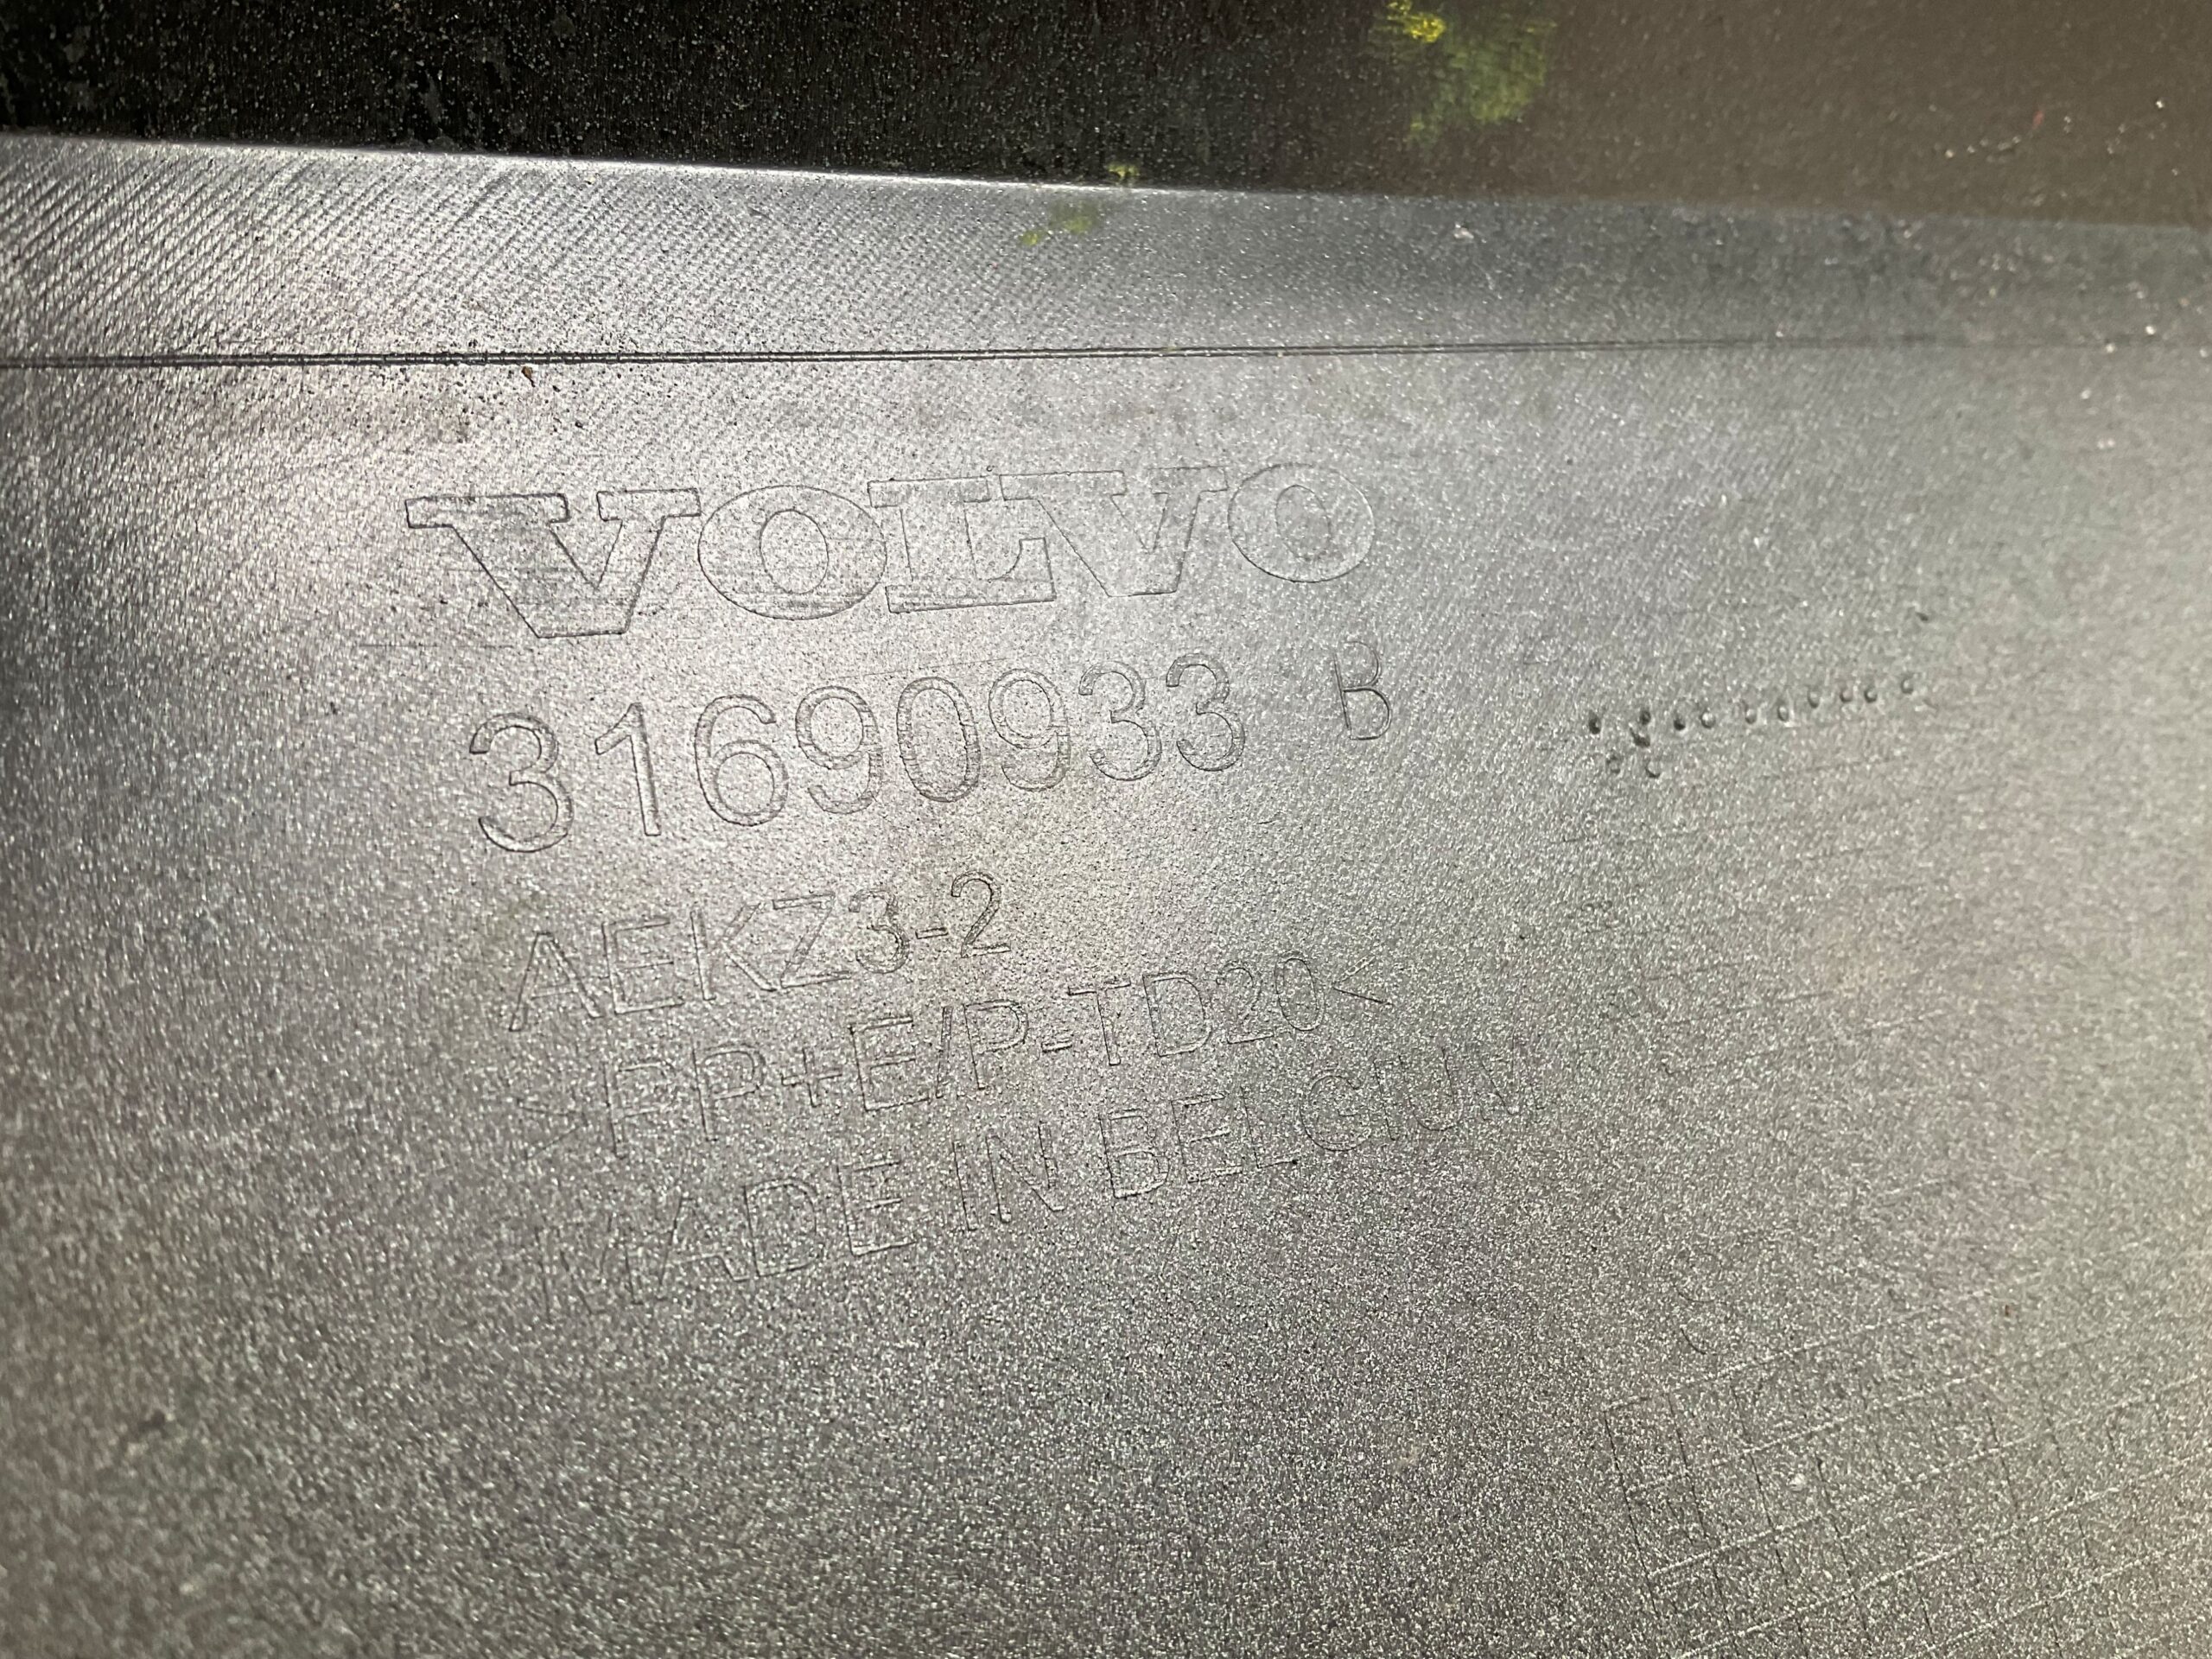 VOLVO
31690933 B
AEKZ3-2
>PP+E/P-TD20<
MADE IN BELGIUM